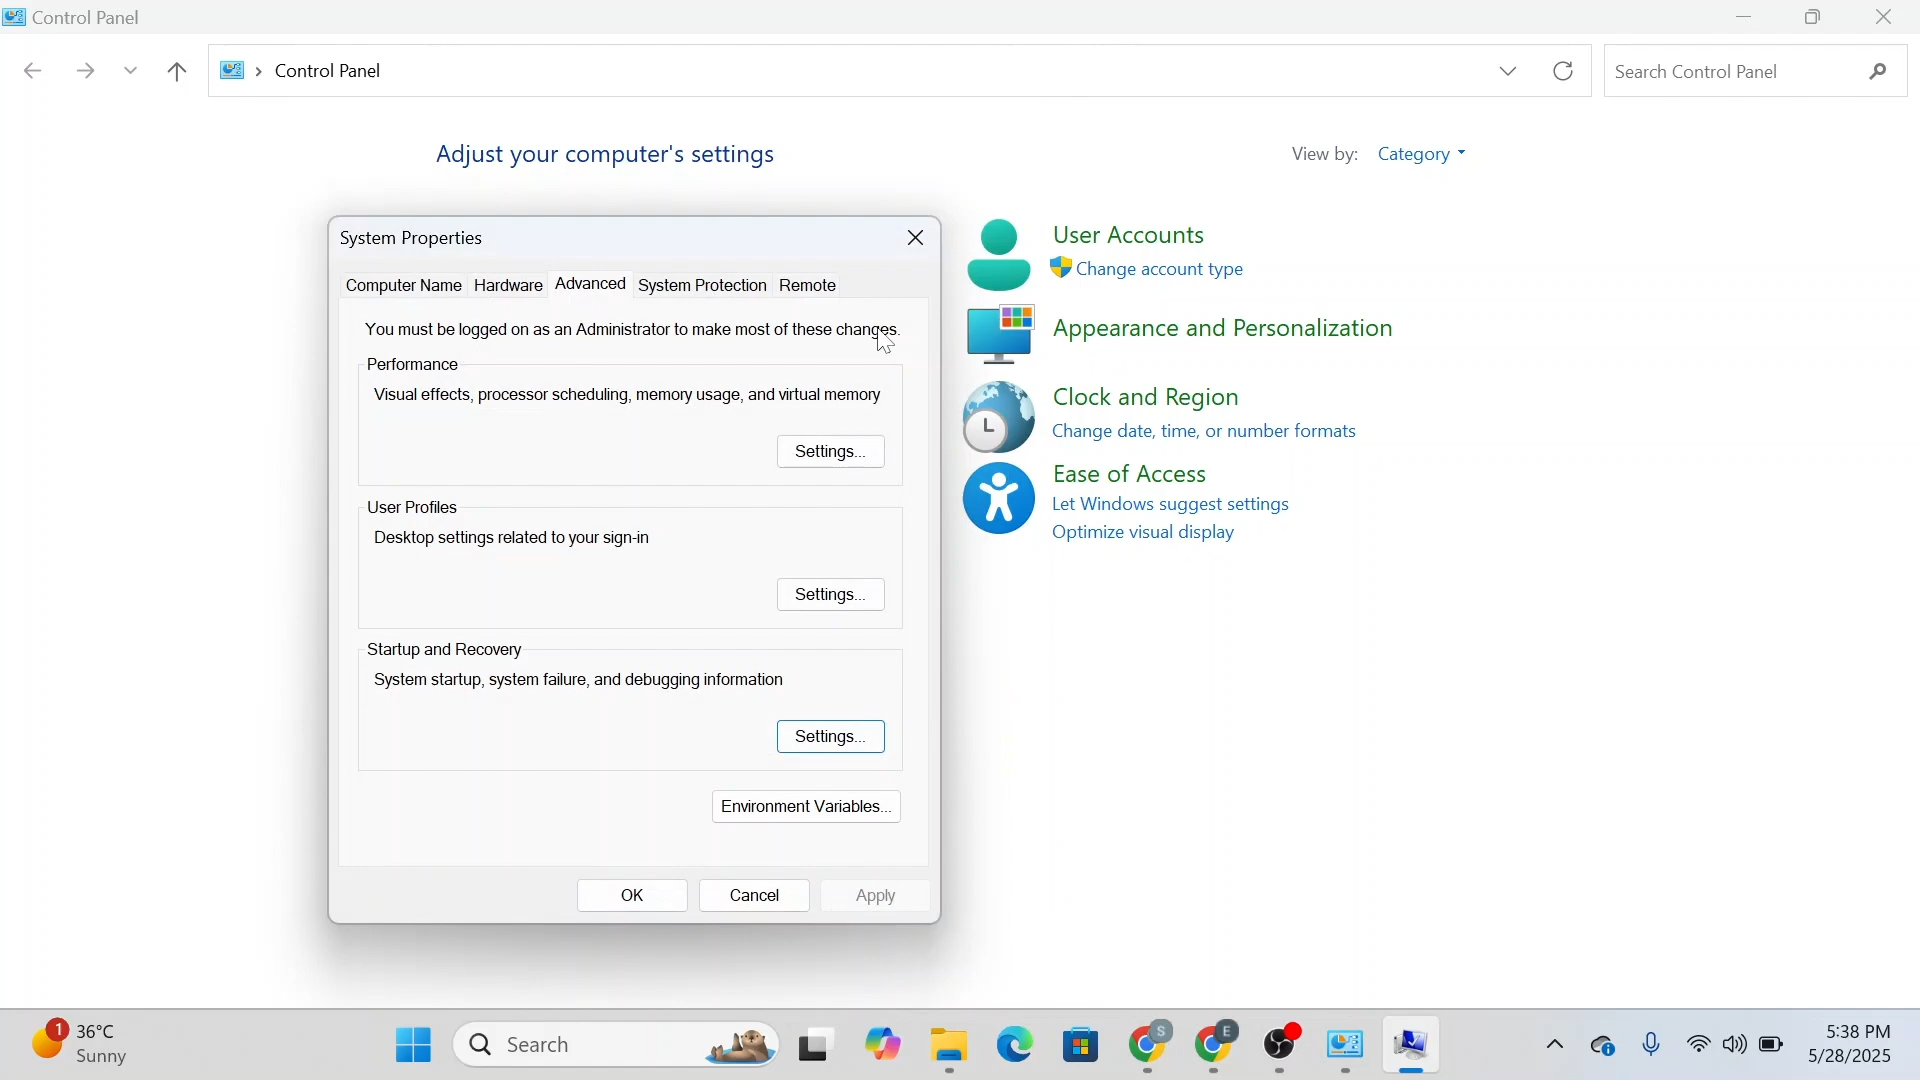 Control Panel
Control Panel
Search Control Panel
Adjust your computer's settings
View by: Category
System Properties
Computer Name Hardware Advanced System Protection Remote
You must be logged on as an Administrator to make most of these changes.
Performance
Visual effects, processor scheduling, memory usage, and virtual memory
Settings...
User Profiles
Desktop settings related to your sign-in
Settings...
Startup and Recovery
System startup, system failure, and debugging information
Settings...
Environment Variables...
OK Cancel Apply
User Accounts
Change account type
Appearance and Personalization
Clock and Region
Change date, time, or number formats
Ease of Access
Let Windows suggest settings
Optimize visual display
1
36°C
Sunny
Search
S
E
5:38 PM
5/28/2025